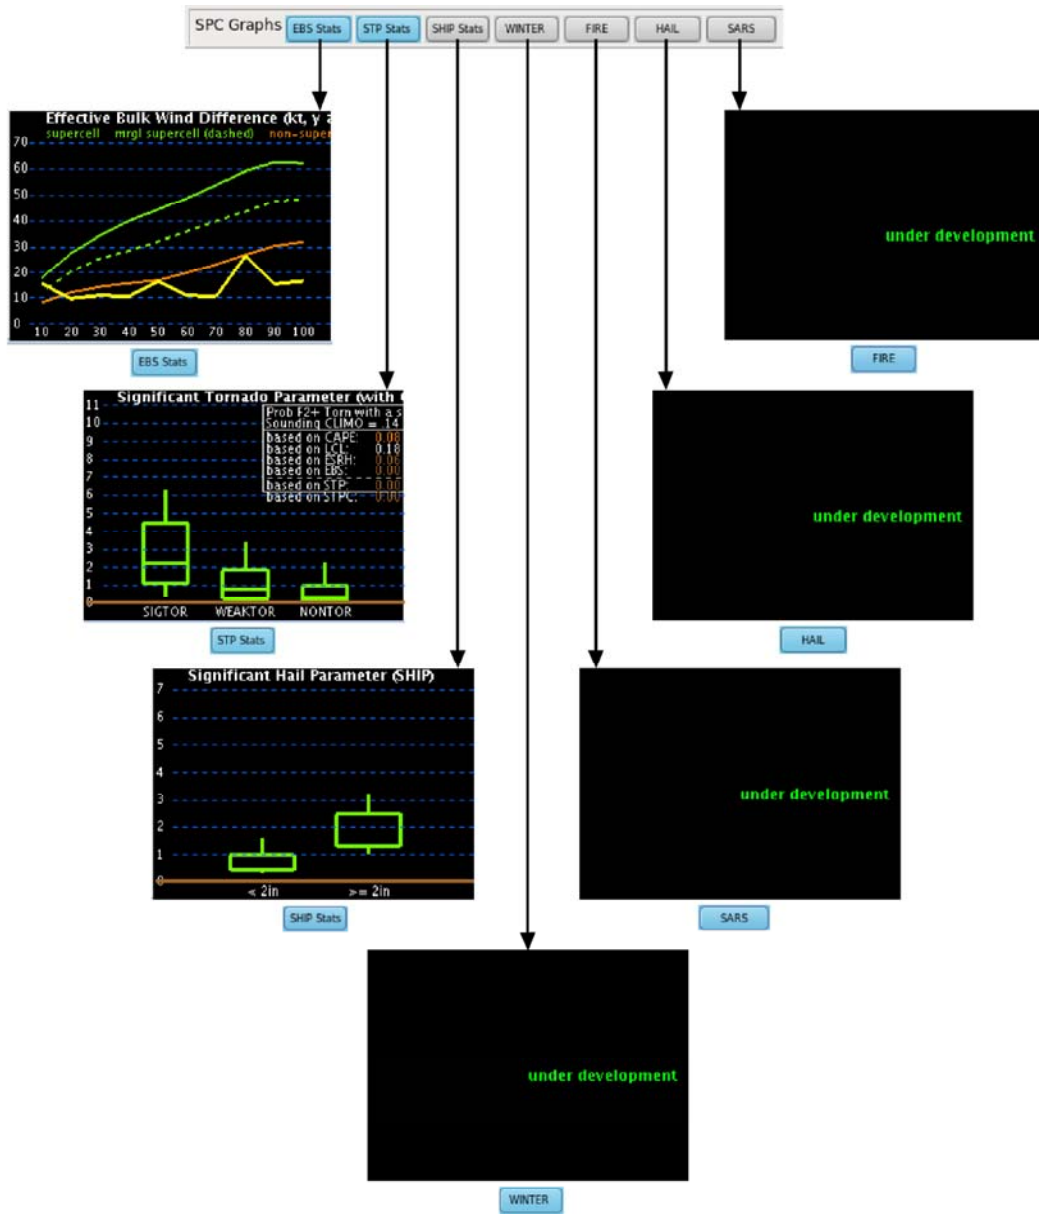 SPC Graphs EBS Stats STP Stats SHIP Stats WINTER FIRE HAIL SARS
Effective Bulk Wind Difference (kt, y a
supercell mrgl supercell (dashed) non-super
70
60
50
40
30
20
10
0
10 20 30 40 50 60 70 80 90 100
EBS Stats
under development
FIRE
Significant Tornado Parameter (with
11
10
9
8
7
6
5
4
3
2
1
0
Prob F2+ Torn with a s
Sounding CLIMO = .14
based on CAPE: 0.08
based on LCL: 0.18
based on ESRH: 0.06
based on EBS: 0.00
based on STP: 0.00
based on STPC: 0.00
SIGTOR WEAKTOR NONTOR
STP Stats
under development
HAIL
Significant Hail Parameter (SHIP)
7
6
5
4
3
2
1
0
< 2in >= 2in
SHIP Stats
under development
SARS
under development
WINTER